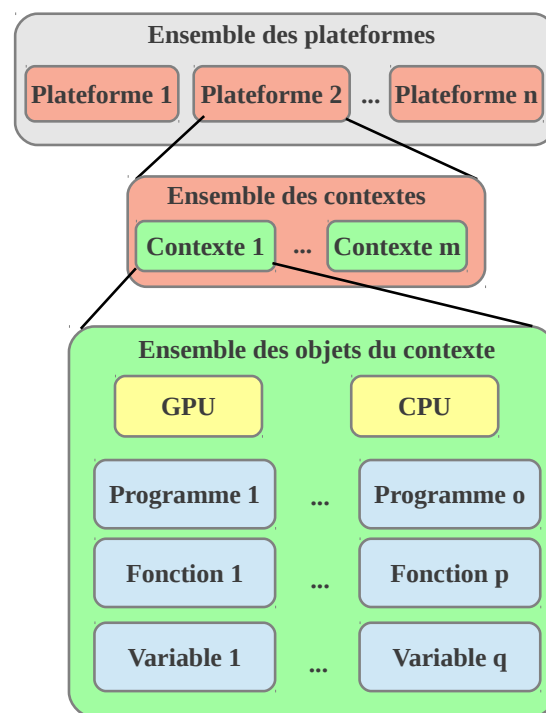 Ensemble des plateformes
Plateforme 1 Plateforme 2 ... Plateforme n
Ensemble des contextes
Contexte 1 ... Contexte m
Ensemble des objets du contexte
GPU CPU
Programme 1 ... Programme o
Fonction 1 ... Fonction p
Variable 1 ... Variable q